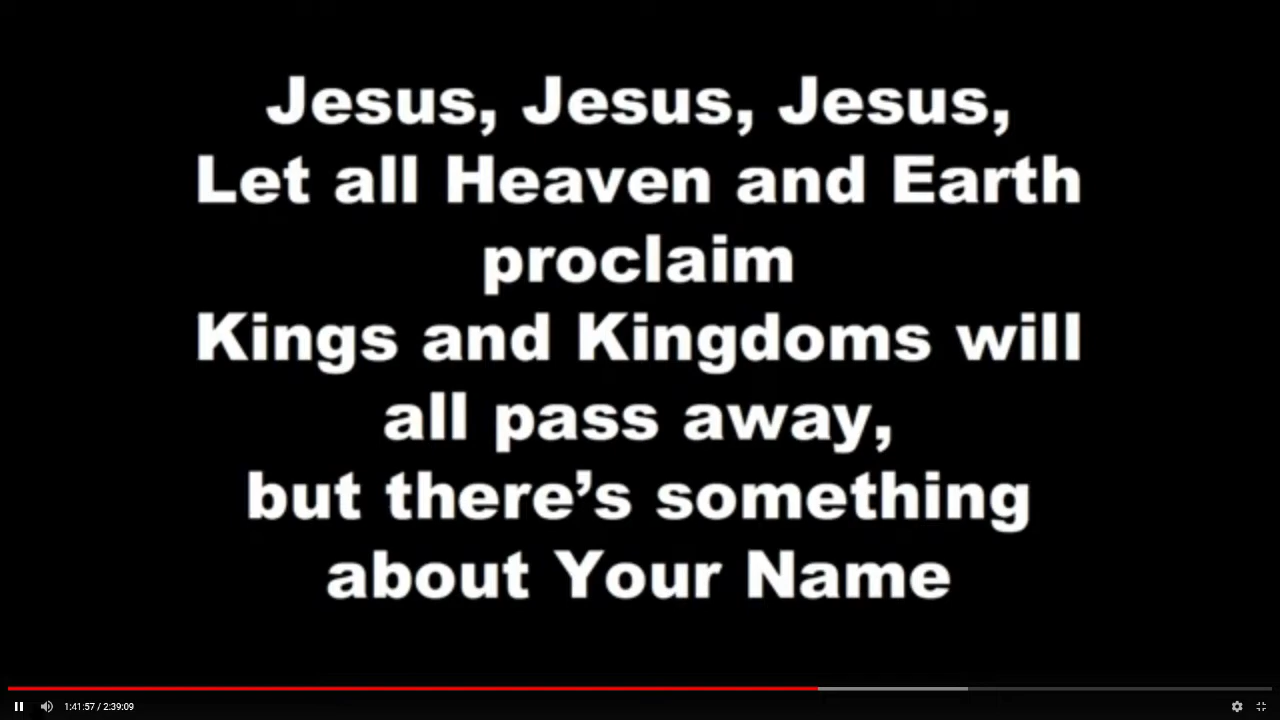 Jesus, Jesus, Jesus,
Let all Heaven and Earth
proclaim
Kings and Kingdoms will
all pass away,
but there’s something
about Your Name
1:41:57 / 2:39:09